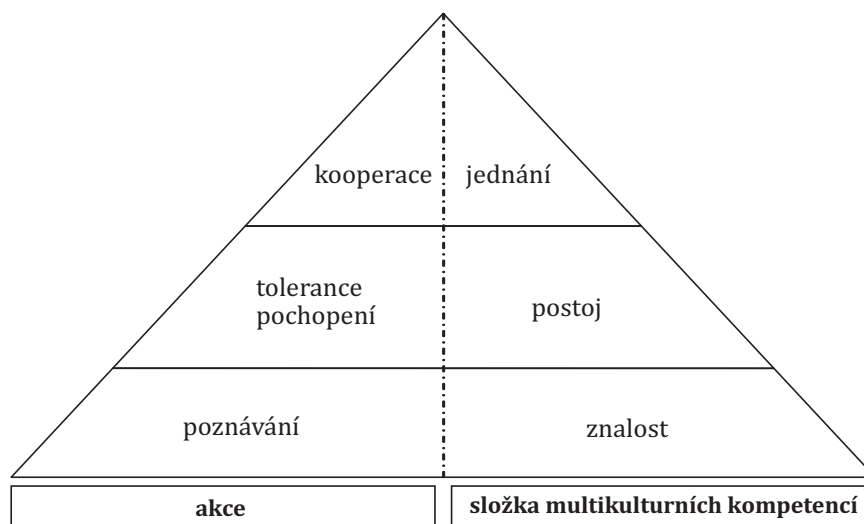 kooperace jednání
tolerance
pochopení
postoj
poznávání znalost
akce složka multikulturních kompetencí